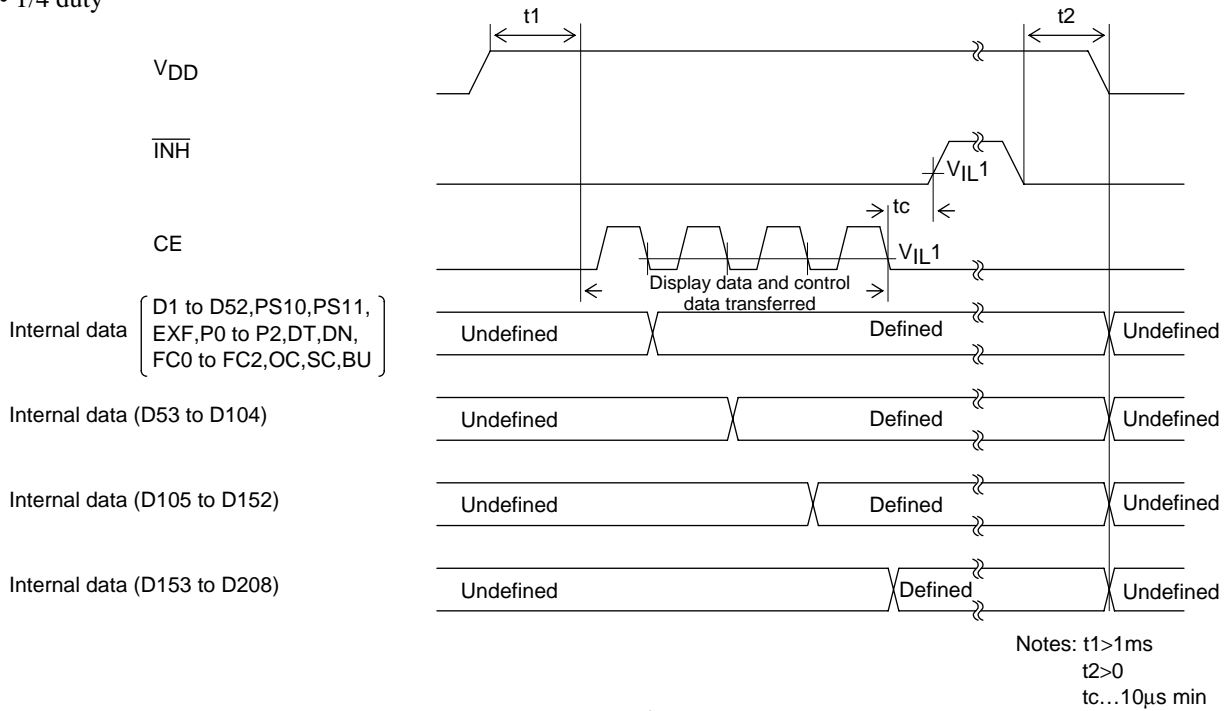 • 1/4 duty
t1
t2
VDD
INH
VIL1
tc
CE
VIL1
Display data and control
data transferred
Internal data
D1 to D52,PS10,PS11,
EXF,P0 to P2,DT,DN,
FC0 to FC2,OC,SC,BU
Undefined
Defined
Undefined
Internal data (D53 to D104)
Undefined
Defined
Undefined
Internal data (D105 to D152)
Undefined
Defined
Undefined
Internal data (D153 to D208)
Undefined
Defined
Undefined
Notes: t1>1ms
t2>0
tc…10μs min